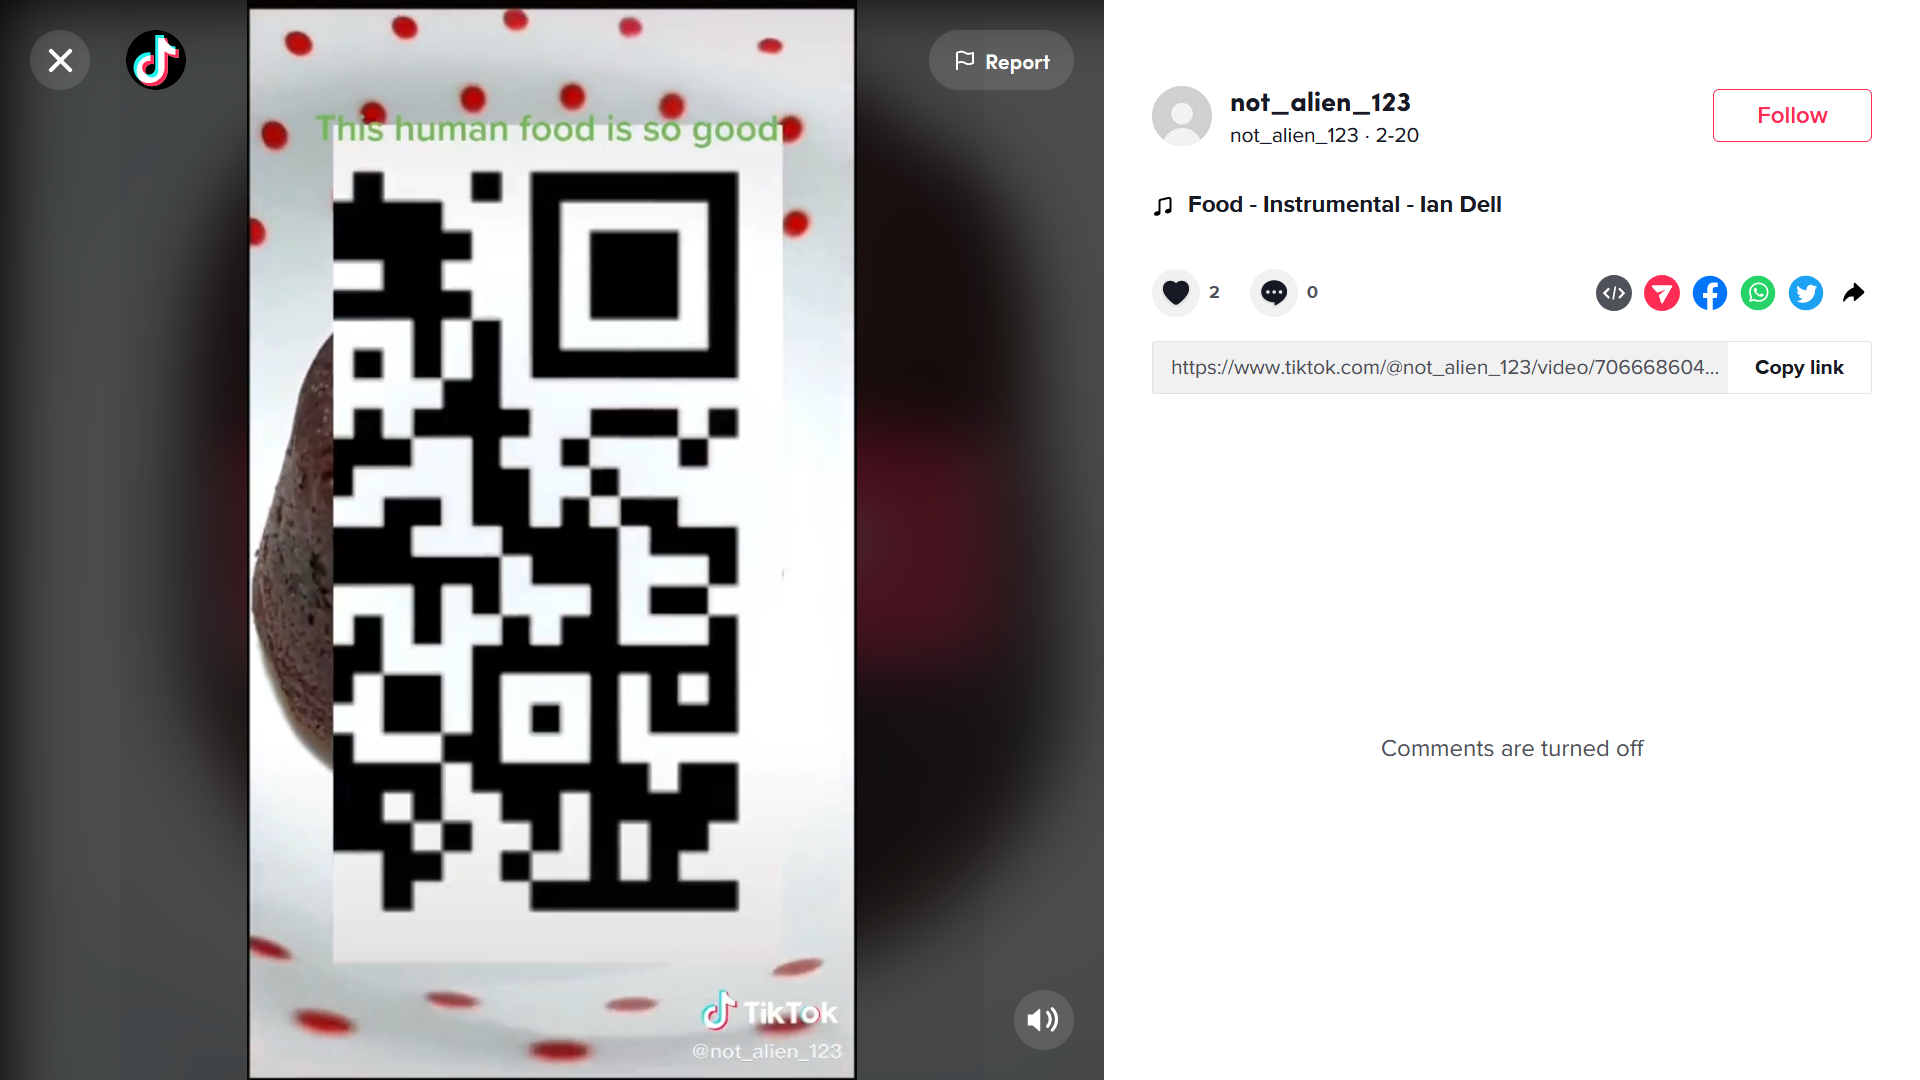 Report
This human food is so good
TikTok
@not_alien_123
not_alien_123
not_alien_123 · 2-20
Follow
Food - Instrumental - Ian Dell
2
0
https://www.tiktok.com/@not_alien_123/video/706668604...
Copy link
Comments are turned off